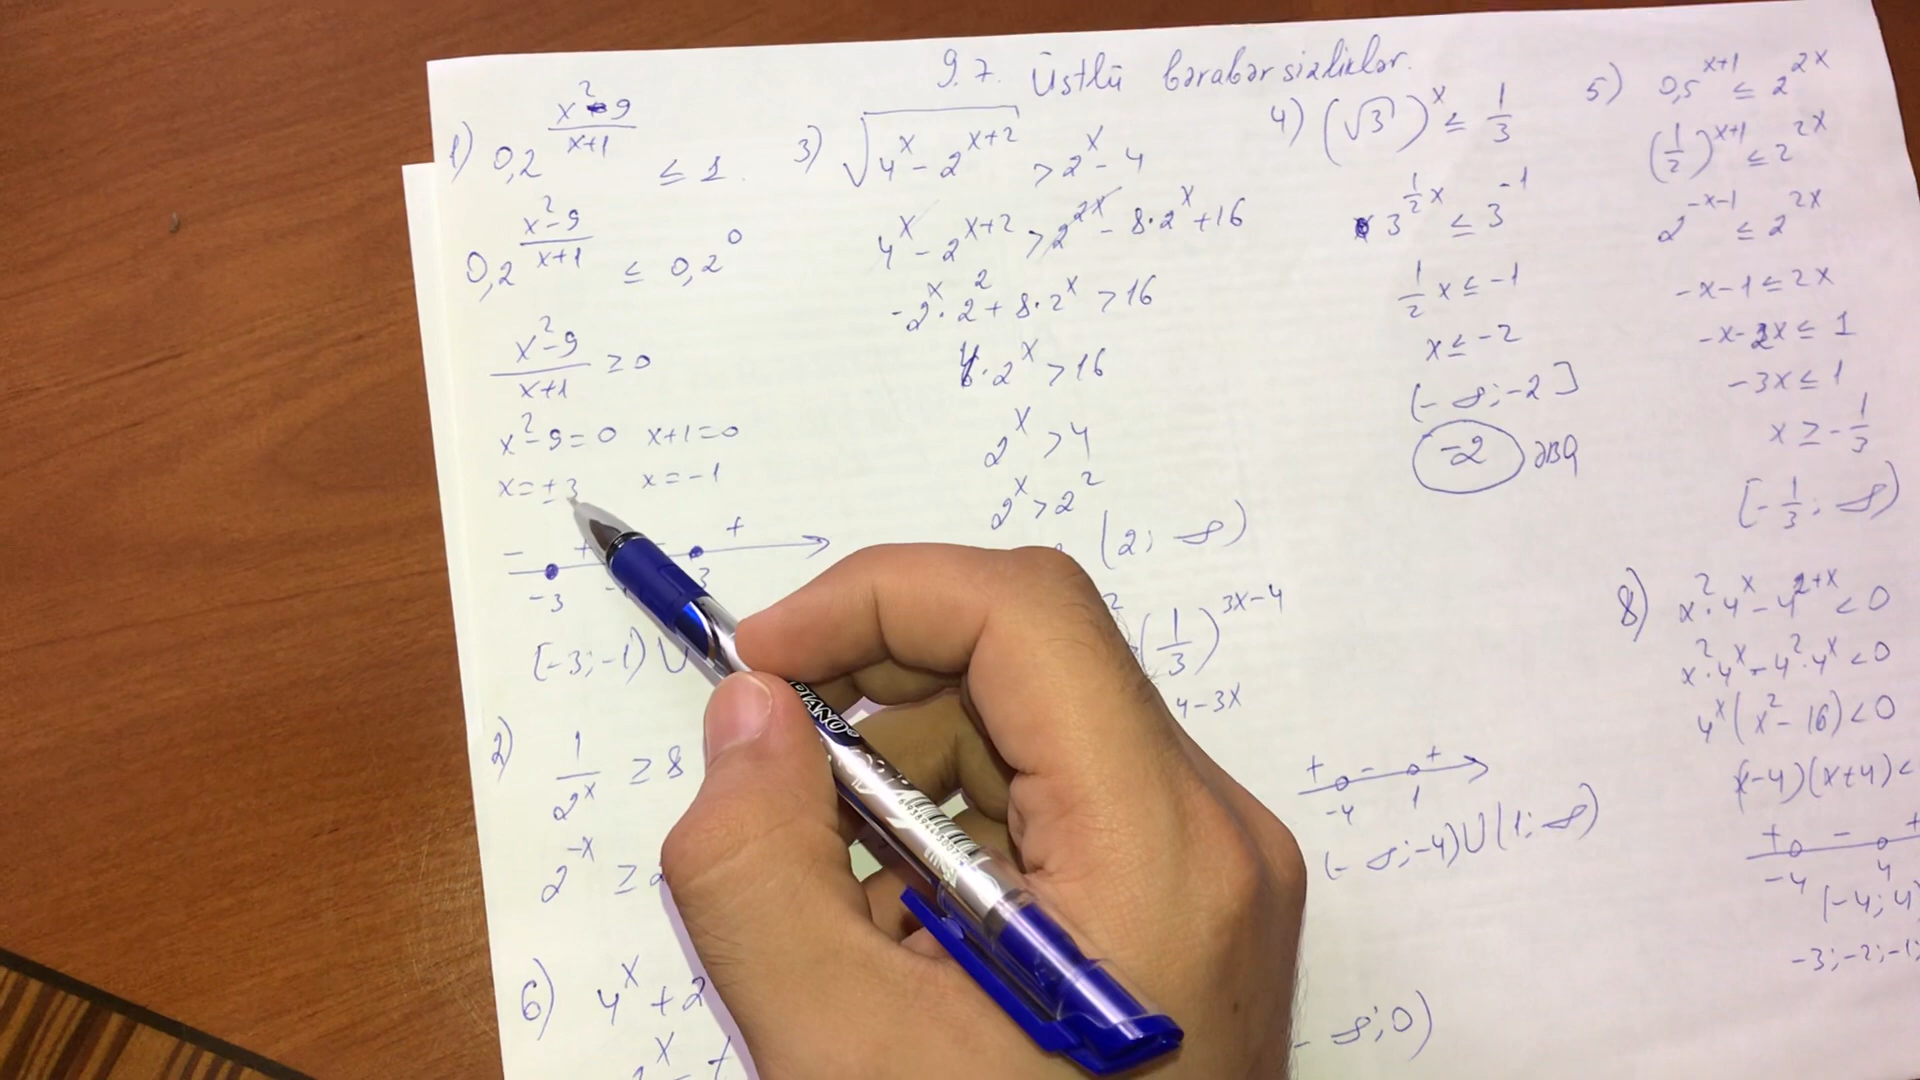 9.7. Üstlü bərabərsizliklər.
1) 0,2^((x²-9)/(x+1)) ≤ 1.
0,2^((x²-9)/(x+1)) ≤ 0,2⁰
(x²-9)/(x+1) ≥ 0
x²-9=0 x+1=0
x=±3 x=-1
- + - +
-3 3
[-3;-1) ∪
2) 1/2^x ≥ 8
2^(-x) ≥
6) 4^x + 2
3) √(4^x - 2^(x+2)) > 2^x - 4
4^x - 2^(x+2) > 2^(2x) - 8·2^x + 16
-2^x·2² + 8·2^x > 16
4·2^x > 16
2^x > 4
2^x > 2²
(2; ∞)
(1/3)^(3x-4)
4-3x
4) (√3)^x ≤ 1/3
3^(1/2 x) ≤ 3^(-1)
1/2 x ≤ -1
x ≤ -2
(-∞;-2]
-2 ƏBQ
+ - +
-4 1
(-∞;-4)∪(1;∞)
-∞;0)
5) 0,5^(x+1) ≤ 2^(2x)
(1/2)^(x+1) ≤ 2^(2x)
2^(-x-1) ≤ 2^(2x)
-x-1 ≤ 2x
-x-2x ≤ 1
-3x ≤ 1
x ≥ -1/3
[-1/3; ∞)
8) x²·4^x - 4^(2+x) < 0
x²·4^x - 4²·4^x < 0
4^x(x²-16) < 0
(x-4)(x+4) <
+ - +
-4 4
(-4;4)
-3;-2;-1;
DIANO